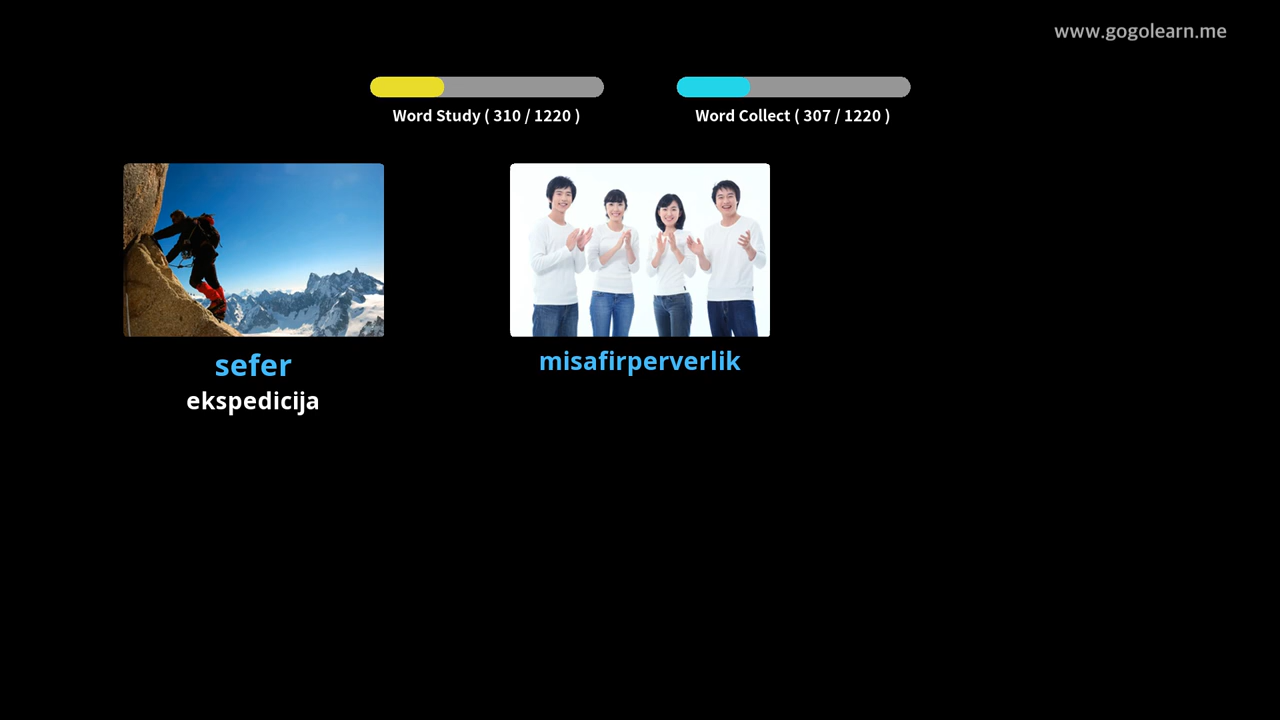 www.gogolearn.me
Word Study ( 310 / 1220 )
Word Collect ( 307 / 1220 )
sefer
ekspedicija
misafirperverlik